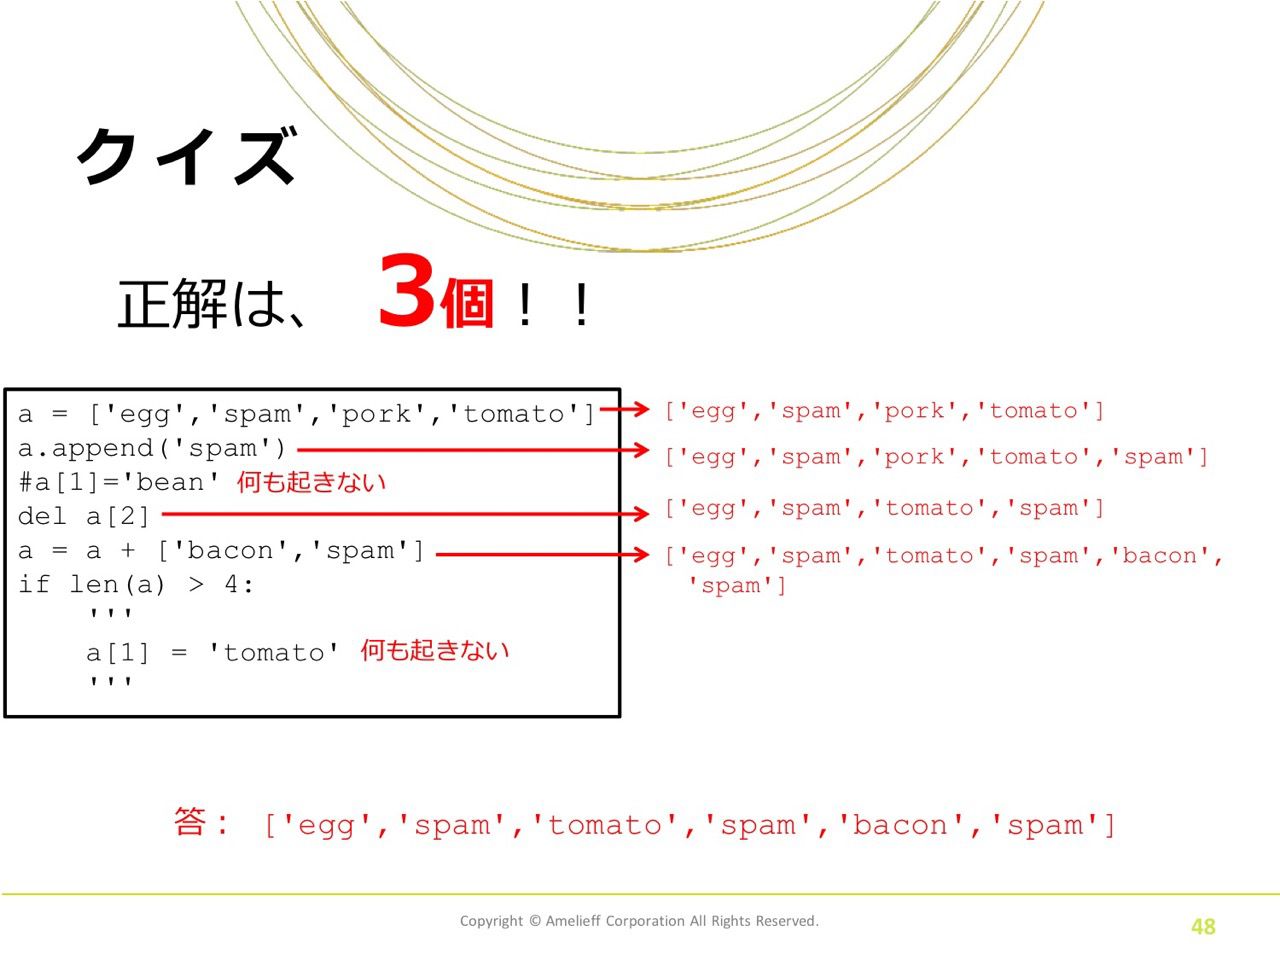 クイズ
正解は、 3個！！
a = ['egg','spam','pork','tomato'] ['egg','spam','pork','tomato']
a.append('spam') ['egg','spam','pork','tomato','spam']
#a[1]='bean' 何も起きない
del a[2] ['egg','spam','tomato','spam']
a = a + ['bacon','spam'] ['egg','spam','tomato','spam','bacon',
'spam']
if len(a) > 4:
    '''
    a[1] = 'tomato' 何も起きない
    '''
答： ['egg','spam','tomato','spam','bacon','spam']
Copyright © Amelieff Corporation All Rights Reserved.
48